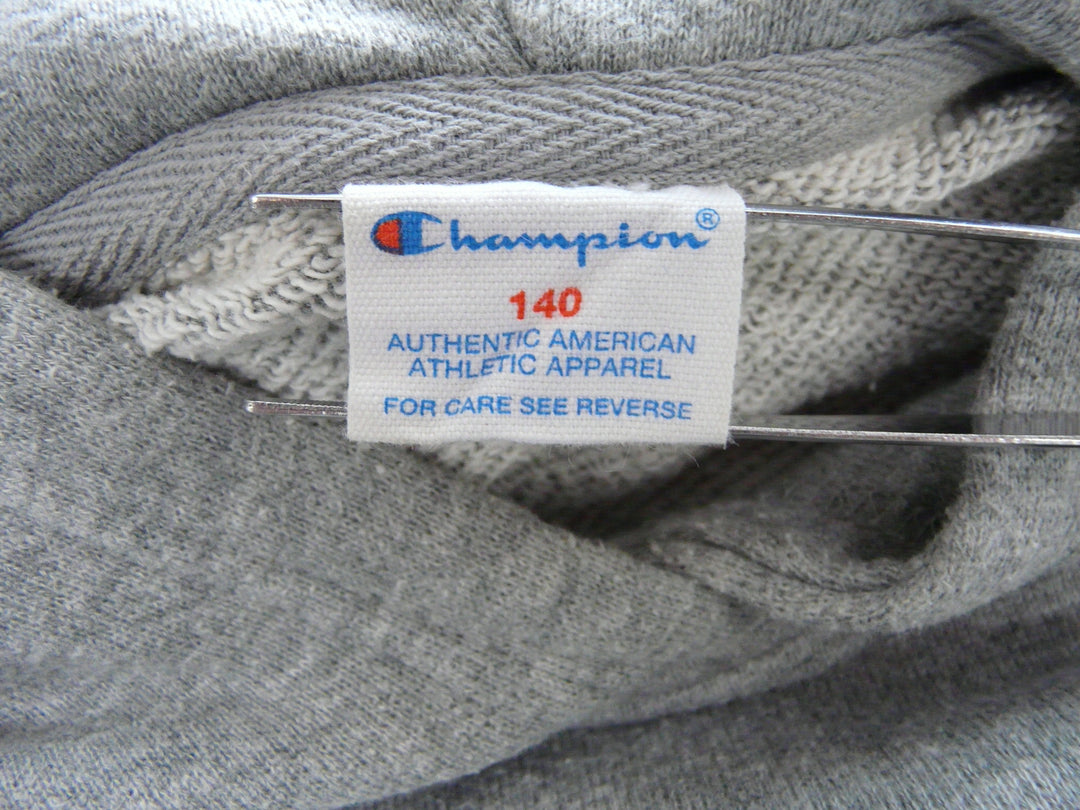 Champion®
140
AUTHENTIC AMERICAN
ATHLETIC APPAREL
FOR CARE SEE REVERSE